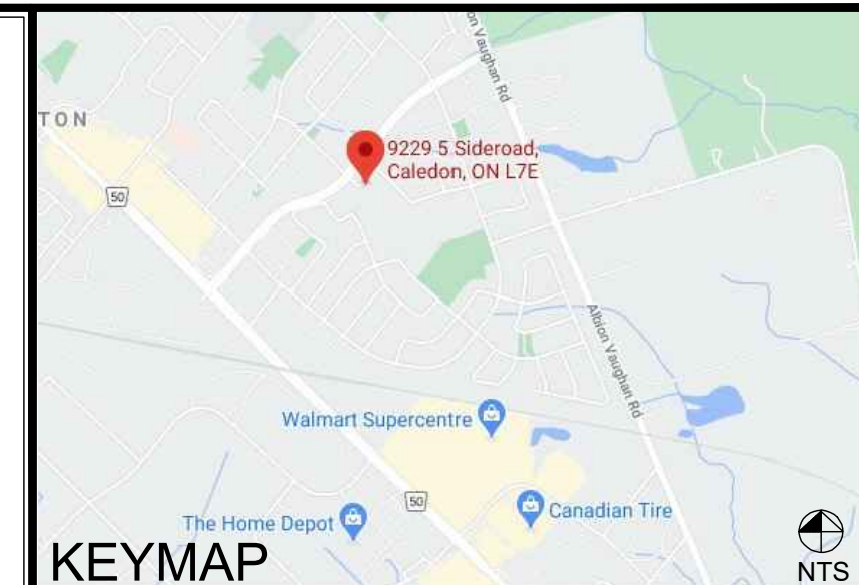 on Vaughan Rd
TON
9229 5 Sideroad,
Caledon, ON L7E
50
Albion Vaughan Rd
Walmart Supercentre
50
Canadian Tire
The Home Depot
KEYMAP
NTS